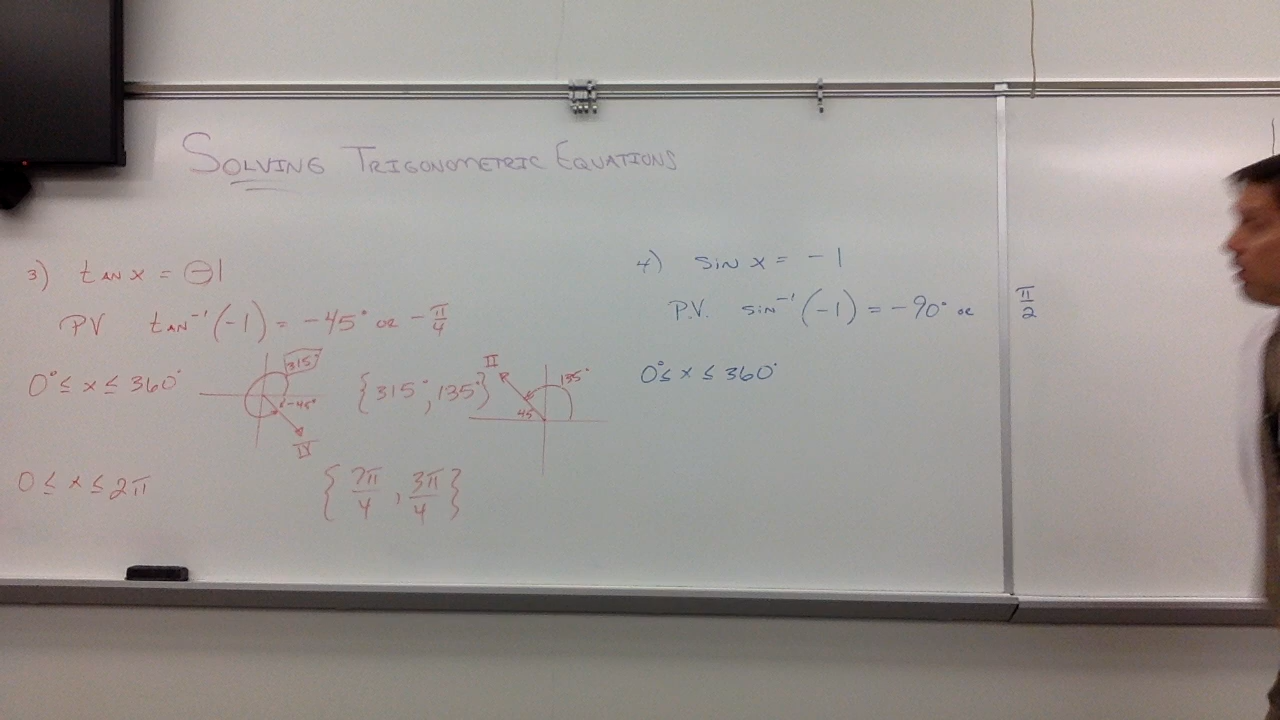 SOLVING TRIGONOMETRIC EQUATIONS
3) tan x = -1
PV tan⁻¹(-1) = -45° or -π/4
0° ≤ x ≤ 360°
315°
-45°
IV
{315°, 135°}
II
R
45
135°
0 ≤ x ≤ 2π
{7π/4, 3π/4}
4) sin x = -1
P.V. sin⁻¹(-1) = -90° or π/2
0° ≤ x ≤ 360°